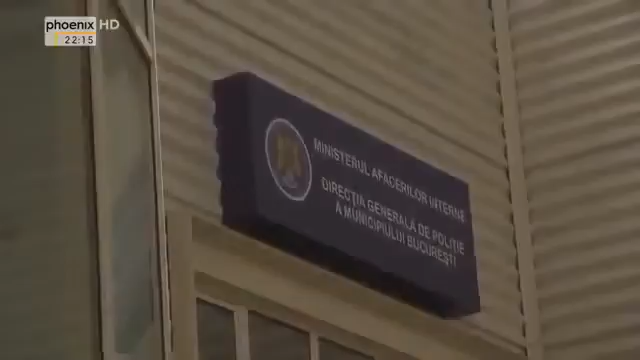 phoenix HD
22:15
MINISTERUL AFACERILOR INTERNE
DIRECȚIA GENERALĂ DE POLIȚIE
A MUNICIPIULUI BUCUREȘTI